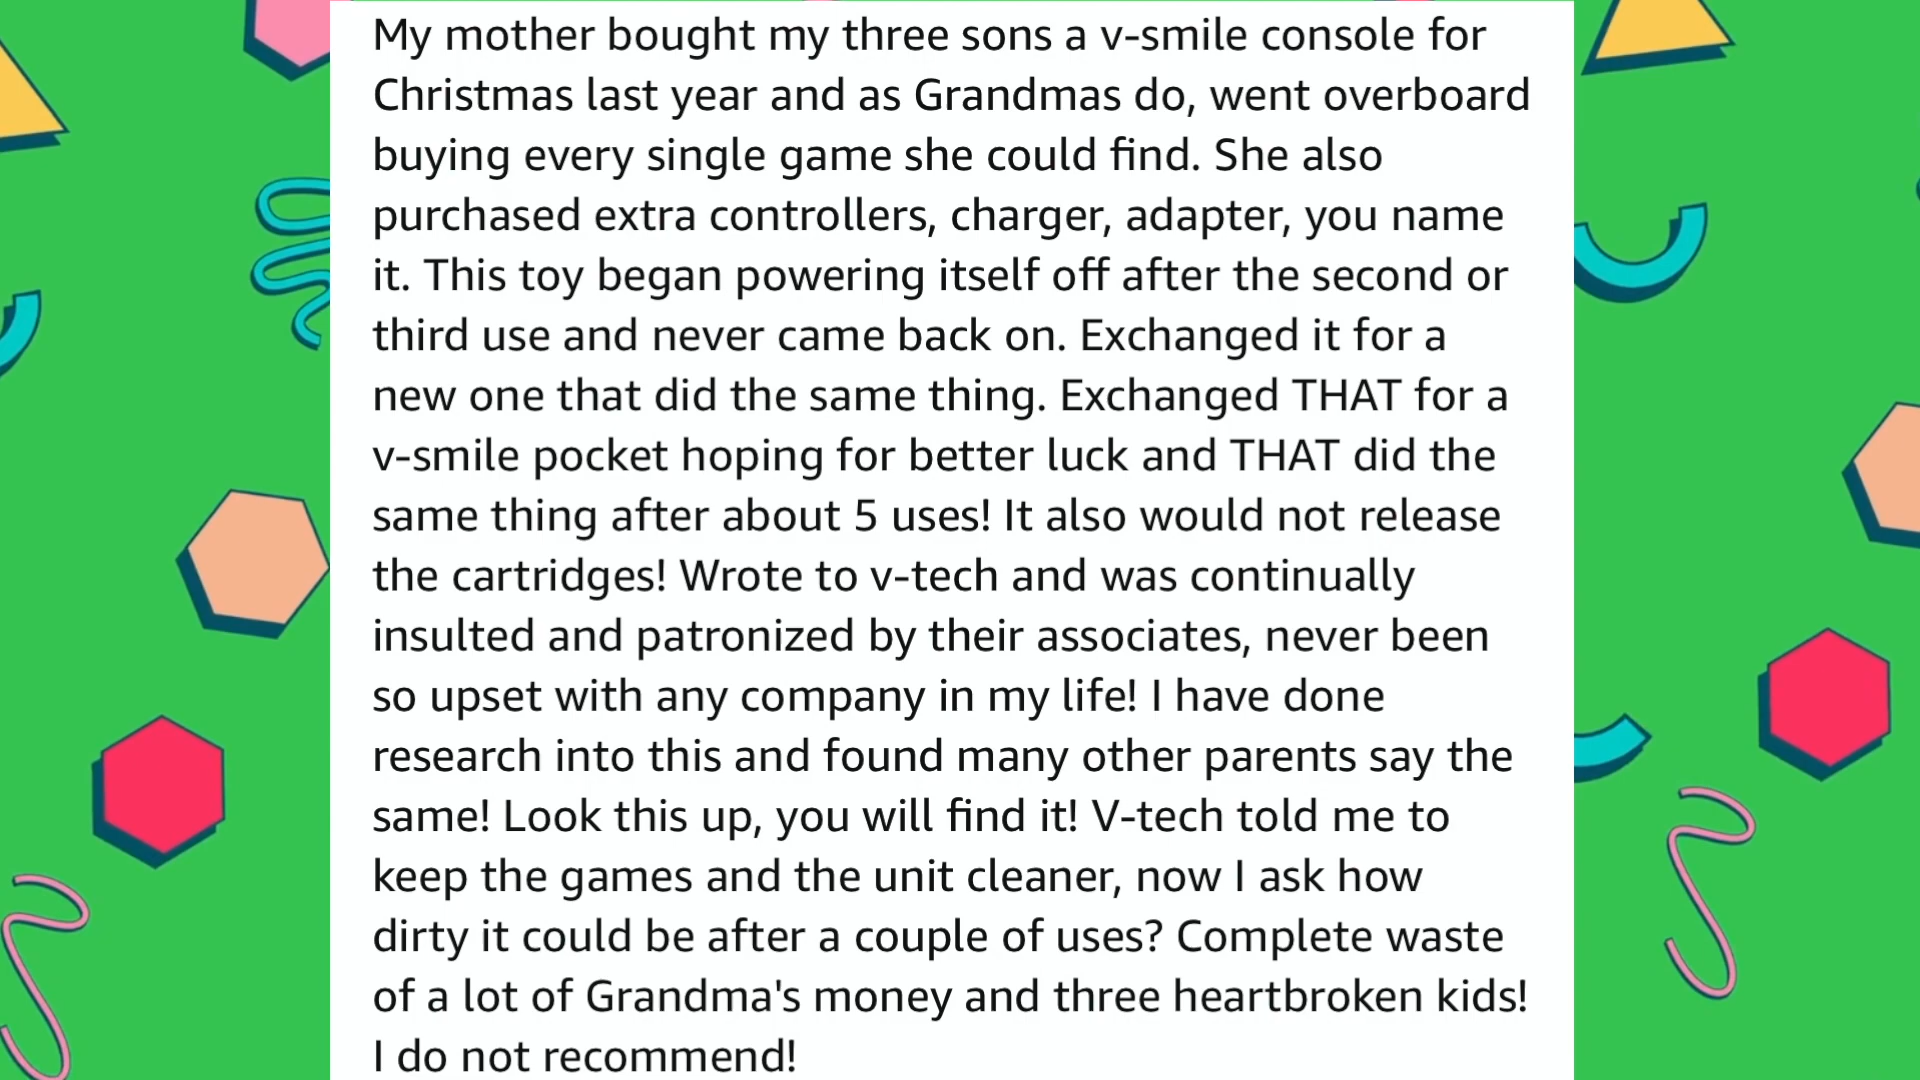 My mother bought my three sons a v-smile console for
Christmas last year and as Grandmas do, went overboard
buying every single game she could find. She also
purchased extra controllers, charger, adapter, you name
it. This toy began powering itself off after the second or
third use and never came back on. Exchanged it for a
new one that did the same thing. Exchanged THAT for a
v-smile pocket hoping for better luck and THAT did the
same thing after about 5 uses! It also would not release
the cartridges! Wrote to v-tech and was continually
insulted and patronized by their associates, never been
so upset with any company in my life! I have done
research into this and found many other parents say the
same! Look this up, you will find it! V-tech told me to
keep the games and the unit cleaner, now I ask how
dirty it could be after a couple of uses? Complete waste
of a lot of Grandma's money and three heartbroken kids!
I do not recommend!